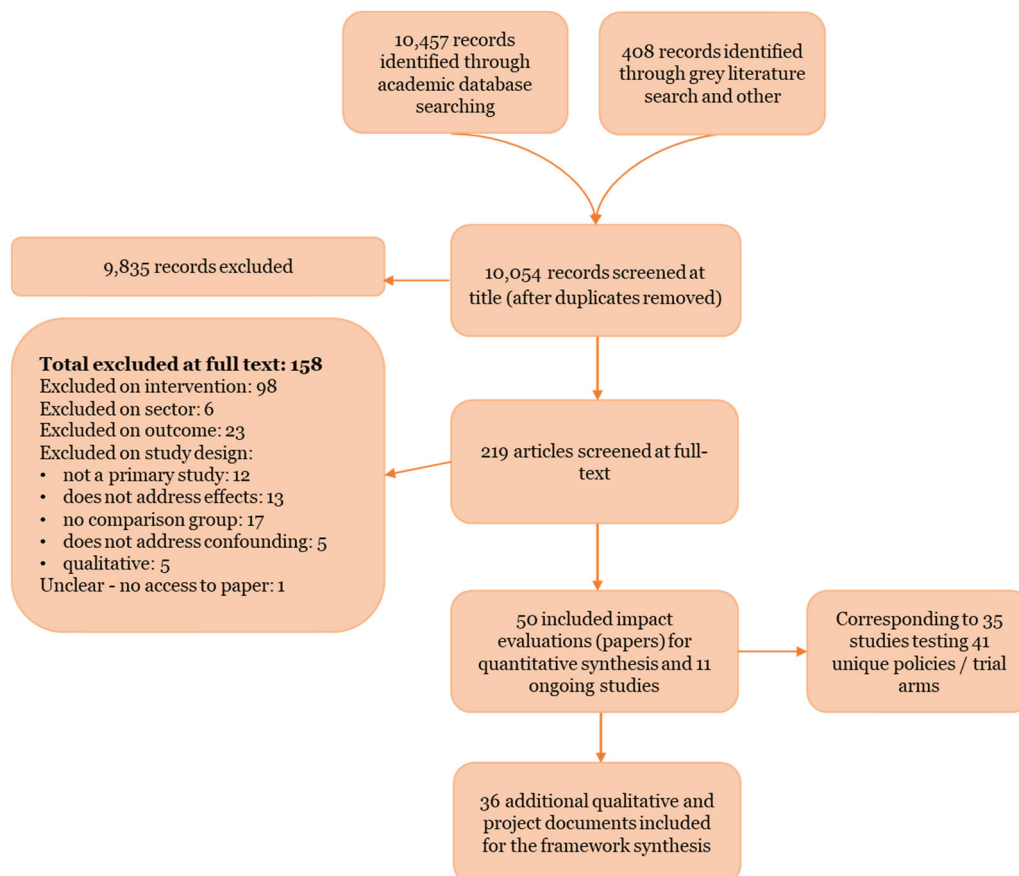 10,457 records
identified through
academic database
searching
408 records identified
through grey literature
search and other
9,835 records excluded
10,054 records screened at
title (after duplicates removed)
Total excluded at full text: 158
Excluded on intervention: 98
Excluded on sector: 6
Excluded on outcome: 23
Excluded on study design:
• not a primary study: 12
• does not address effects: 13
• no comparison group: 17
• does not address confounding: 5
• qualitative: 5
Unclear - no access to paper: 1
219 articles screened at full-
text
50 included impact
evaluations (papers) for
quantitative synthesis and 11
ongoing studies
Corresponding to 35
studies testing 41
unique policies / trial
arms
36 additional qualitative and
project documents included
for the framework synthesis